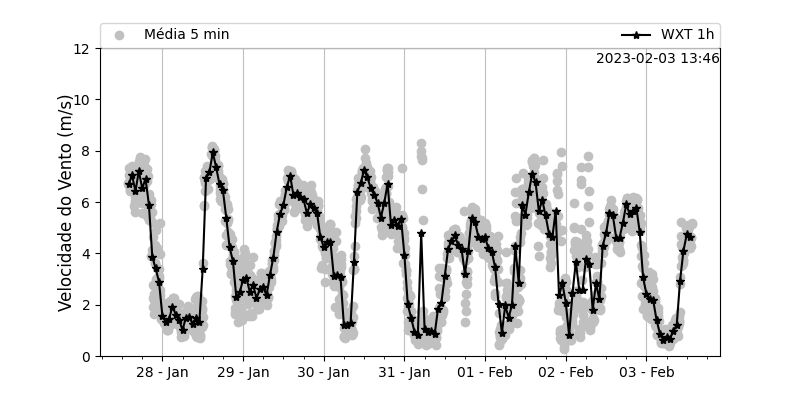 Média 5 min
WXT 1h
2023-02-03 13:46
Velocidade do Vento (m/s)
12
10
8
6
4
2
0
28 - Jan
29 - Jan
30 - Jan
31 - Jan
01 - Feb
02 - Feb
03 - Feb